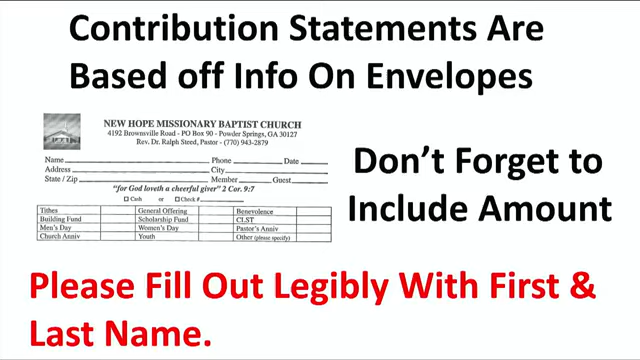 Contribution Statements Are
Based off Info On Envelopes
NEW HOPE MISSIONARY BAPTIST CHURCH
4192 Brownsville Road - PO Box 90 - Powder Springs, GA 30127
Rev. Dr. Ralph Steed, Pastor - (770) 943-2879
Name Phone Date
Address City
State / Zip Member Guest
"for God loveth a cheerful giver" 2 Cor. 9:7
Cash or Check #
Tithes General Offering Benevolence
Building Fund Scholarship Fund CLST
Men's Day Women's Day Pastor's Anniv
Church Anniv Youth Other (please specify)
Don't Forget to
Include Amount
Please Fill Out Legibly With First &
Last Name.